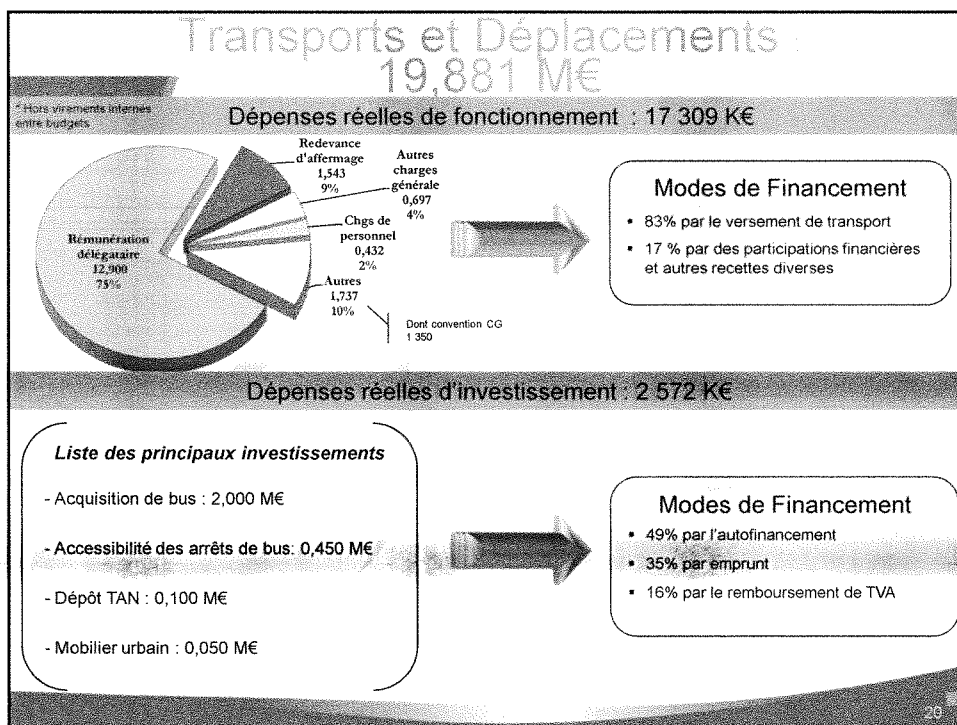 Transports et Déplacements :
19,881 M€
* Hors virements internes
entre budgets
Dépenses réelles de fonctionnement : 17 309 K€
Redevance
d'affermage
1,543
9%
Autres
charges
générale
0,697
4%
Chgs de
personnel
0,432
2%
Rémunération
délégataire
12,900
75%
Autres
1,737
10%
Dont convention CG
1 350
Modes de Financement
▪ 83% par le versement de transport
▪ 17 % par des participations financières
et autres recettes diverses
Dépenses réelles d'investissement : 2 572 K€
Liste des principaux investissements
- Acquisition de bus : 2,000 M€
- Accessibilité des arrêts de bus: 0,450 M€
- Dépôt TAN : 0,100 M€
- Mobilier urbain : 0,050 M€
Modes de Financement
▪ 49% par l'autofinancement
▪ 35% par emprunt
▪ 16% par le remboursement de TVA
20